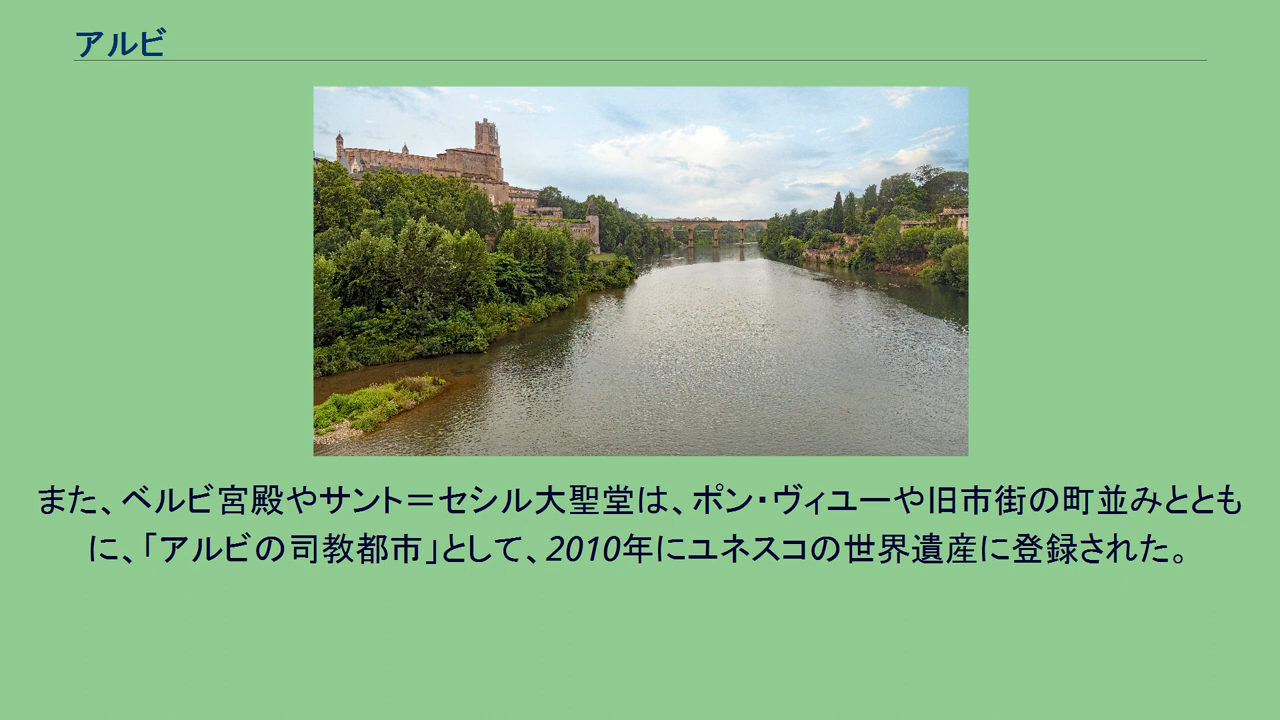 アルビ
また、ベルビ宮殿やサント＝セシル大聖堂は、ポン・ヴィユーや旧市街の町並みととも
に、「アルビの司教都市」として、2010年にユネスコの世界遺産に登録された。